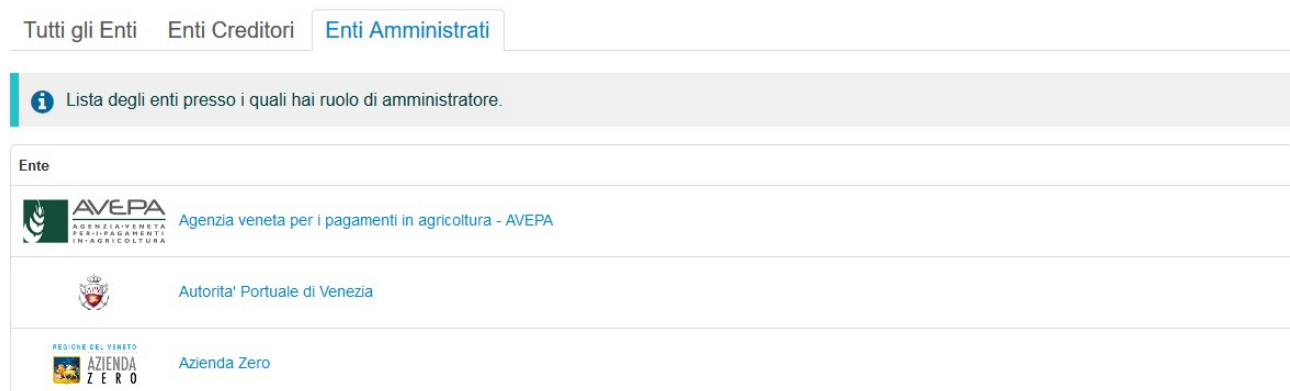 Tutti gli Enti Enti Creditori Enti Amministrati
Lista degli enti presso i quali hai ruolo di amministratore.
Ente
AVEPA
AGENZIA·VENETA
PER·I·PAGAMENTI
IN·AGRICOLTURA
Agenzia veneta per i pagamenti in agricoltura - AVEPA
Autorita' Portuale di Venezia
REGIONE DEL VENETO
AZIENDA
ZERO
Azienda Zero